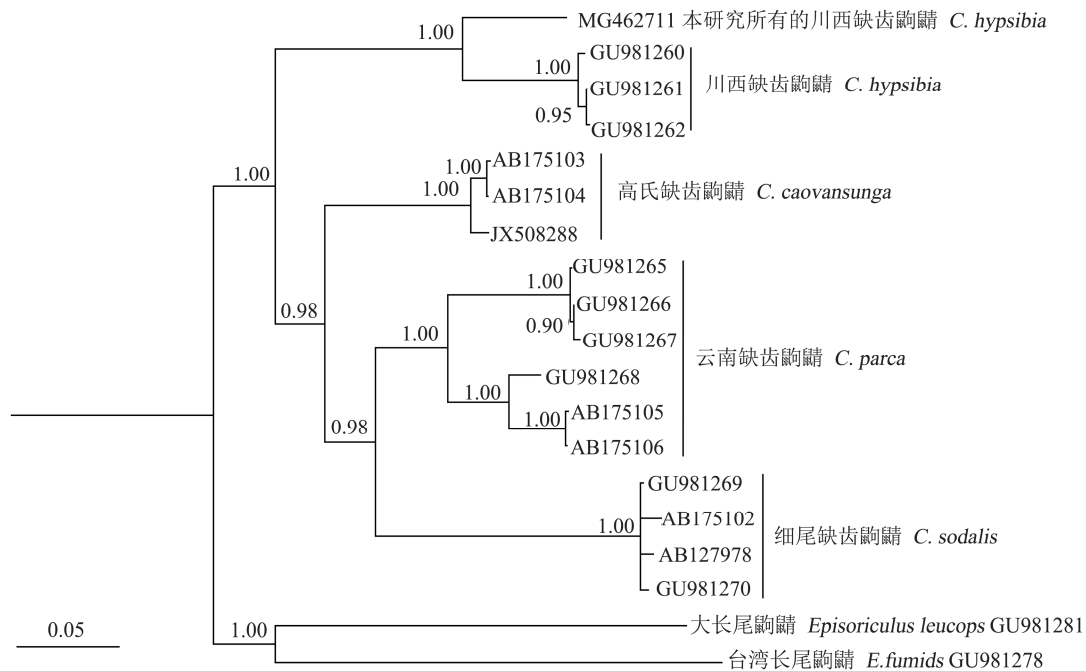 1.00
MG462711 本研究所有的川西缺齿鼩鼱 C. hypsibia
GU981260
1.00
GU981261
川西缺齿鼩鼱 C. hypsibia
0.95
GU981262
AB175103
1.00
1.00
1.00
AB175104
高氏缺齿鼩鼱 C. caovansunga
JX508288
GU981265
1.00
0.98
GU981266
0.90
1.00
GU981267
云南缺齿鼩鼱 C. parca
GU981268
1.00
AB175105
1.00
0.98
AB175106
GU981269
1.00
AB175102
细尾缺齿鼩鼱 C. sodalis
AB127978
GU981270
0.05
1.00
大长尾鼩鼱 Episoriculus leucops GU981281
台湾长尾鼩鼱 E.fumids GU981278